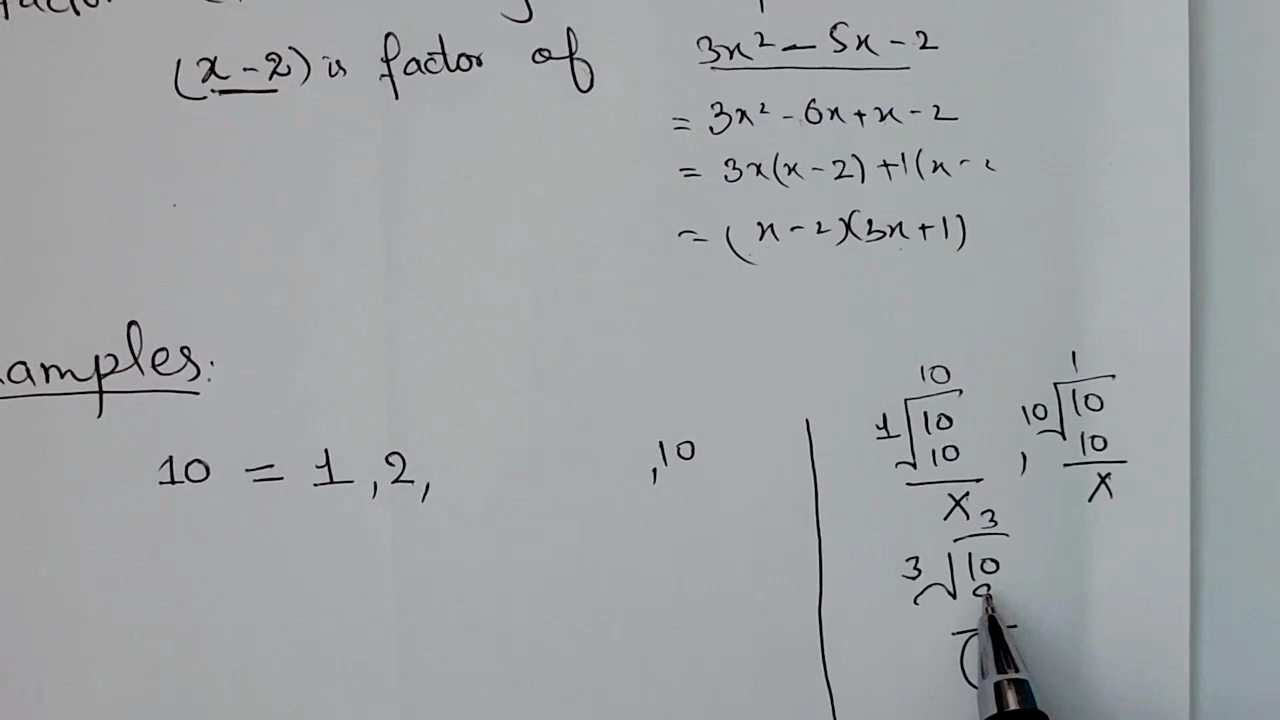 (x-2) is factor of 3x² - 5x - 2
= 3x² - 6x + x - 2
= 3x(x-2) + 1(x-
= (x-2)(3x+1)
amples:
10 = 1, 2, , 10
10
1 10
10
X
,
1
10 10
10
X
3
3 10